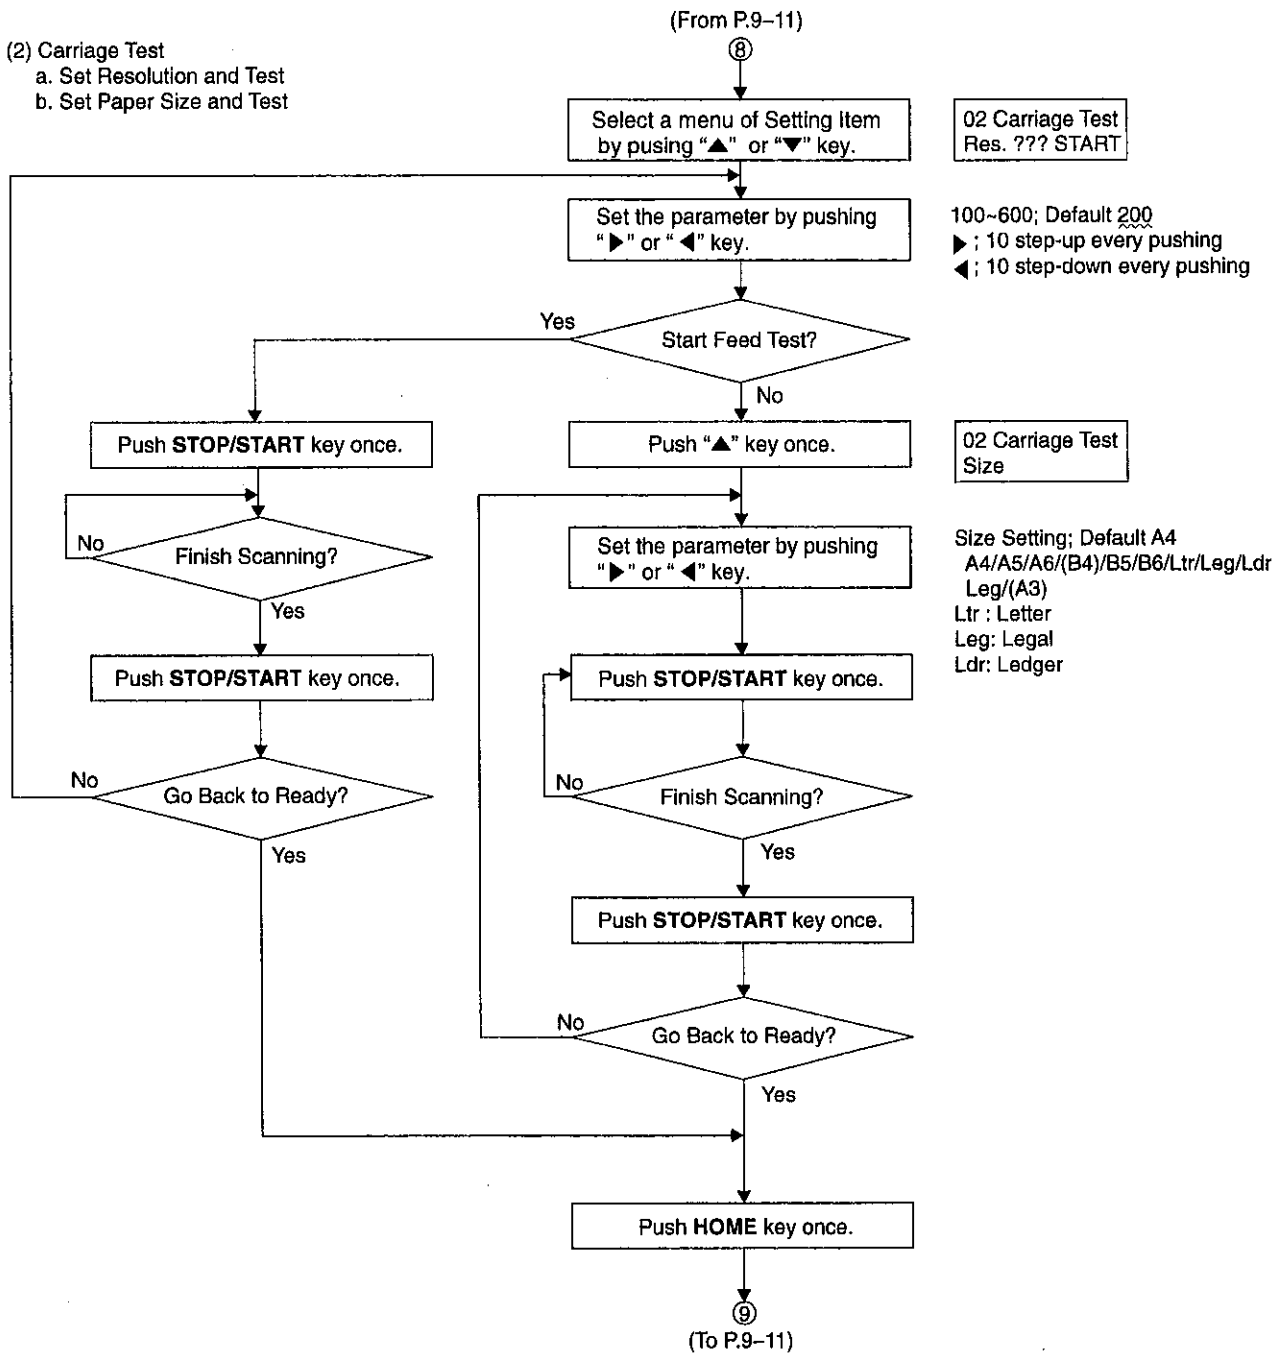 (From P.9–11)
⑧
(2) Carriage Test
a. Set Resolution and Test
b. Set Paper Size and Test
Select a menu of Setting Item
by pusing “▲” or “▼” key.
02 Carriage Test
Res. ??? START
Set the parameter by pushing
“▶” or “◀” key.
100~600; Default 200
▶ ; 10 step-up every pushing
◀ ; 10 step-down every pushing
Start Feed Test?
Yes
No
Push STOP/START key once.
Push “▲” key once.
02 Carriage Test
Size
Finish Scanning?
No
Yes
Set the parameter by pushing
“▶” or “◀” key.
Size Setting; Default A4
A4/A5/A6/(B4)/B5/B6/Ltr/Leg/Ldr
Leg/(A3)
Ltr : Letter
Leg: Legal
Ldr: Ledger
Push STOP/START key once.
Push STOP/START key once.
Go Back to Ready?
No
Yes
Finish Scanning?
No
Yes
Push STOP/START key once.
Go Back to Ready?
No
Yes
Push HOME key once.
⑨
(To P.9–11)